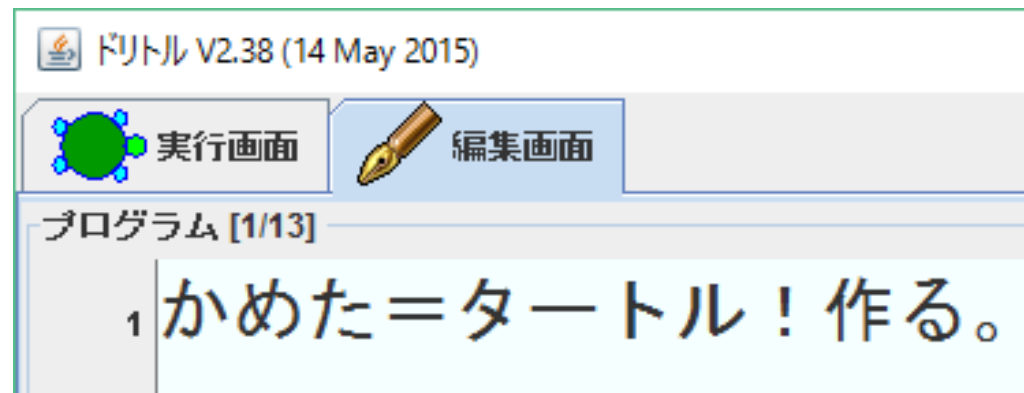 ドリトル V2.38 (14 May 2015)
実行画面 編集画面
プログラム [1/13]
1 かめた＝タートル！作る。